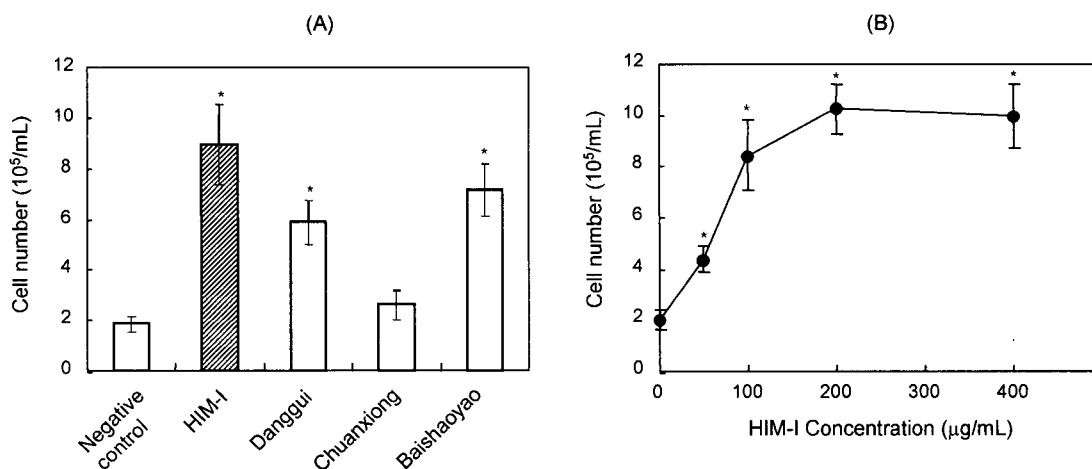 (A)
Cell number (10⁵/mL)
12
10
8
6
4
2
0
*
*
*
Negative
control
HIM-I
Danggui
Chuanxiong
Baishaoyao
(B)
Cell number (10⁵/mL)
12
10
8
6
4
2
0
*
*
*
*
0 100 200 300 400
HIM-I Concentration (μg/mL)